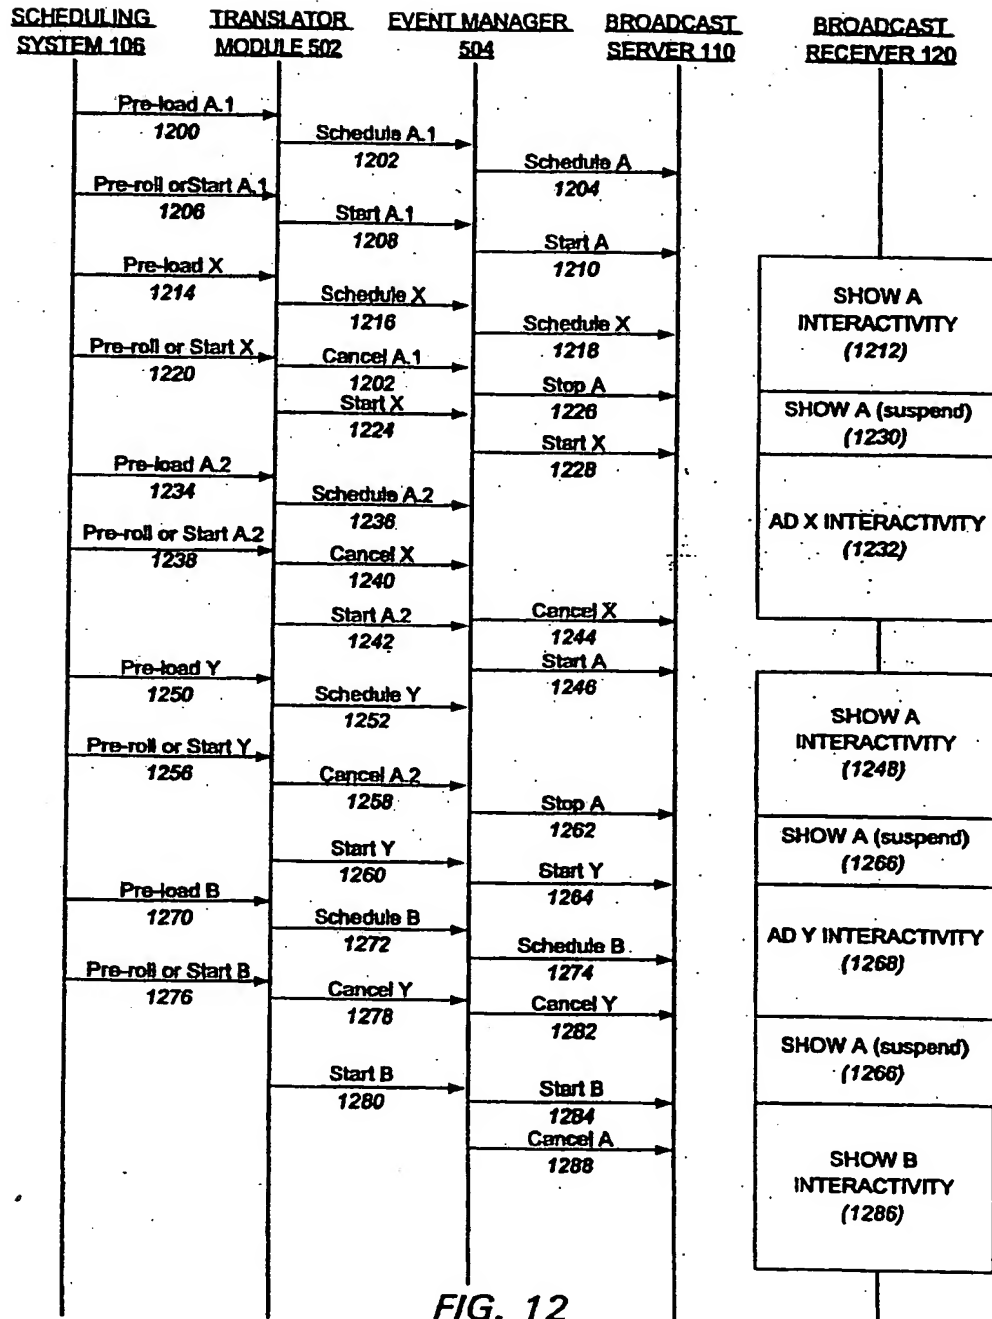 SCHEDULING
SYSTEM 106
TRANSLATOR
MODULE 502
EVENT MANAGER
504
BROADCAST
SERVER 110
BROADCAST
RECEIVER 120
Pre-load A.1
1200
Schedule A.1
1202
Schedule A
1204
Pre-roll orStart A.1
1206
Start A.1
1208
Start A
1210
Pre-load X
1214
Schedule X
1216
Schedule X
1218
SHOW A
INTERACTIVITY
(1212)
Pre-roll or Start X
1220
Cancel A.1
1202
Stop A
1226
Start X
1224
Start X
1228
SHOW A (suspend)
(1230)
Pre-load A.2
1234
Schedule A.2
1236
Pre-roll or Start A.2
1238
Cancel X
1240
AD X INTERACTIVITY
(1232)
Start A.2
1242
Cancel X
1244
Pre-load Y
1250
Start A
1246
Schedule Y
1252
SHOW A
INTERACTIVITY
(1248)
Pre-roll or Start Y
1256
Cancel A.2
1258
Stop A
1262
Start Y
1260
Start Y
1264
SHOW A (suspend)
(1266)
Pre-load B
1270
Schedule B
1272
Schedule B
1274
AD Y INTERACTIVITY
(1268)
Pre-roll or Start B
1276
Cancel Y
1278
Cancel Y
1282
SHOW A (suspend)
(1266)
Start B
1280
Start B
1284
Cancel A
1288
SHOW B
INTERACTIVITY
(1286)
FIG. 12